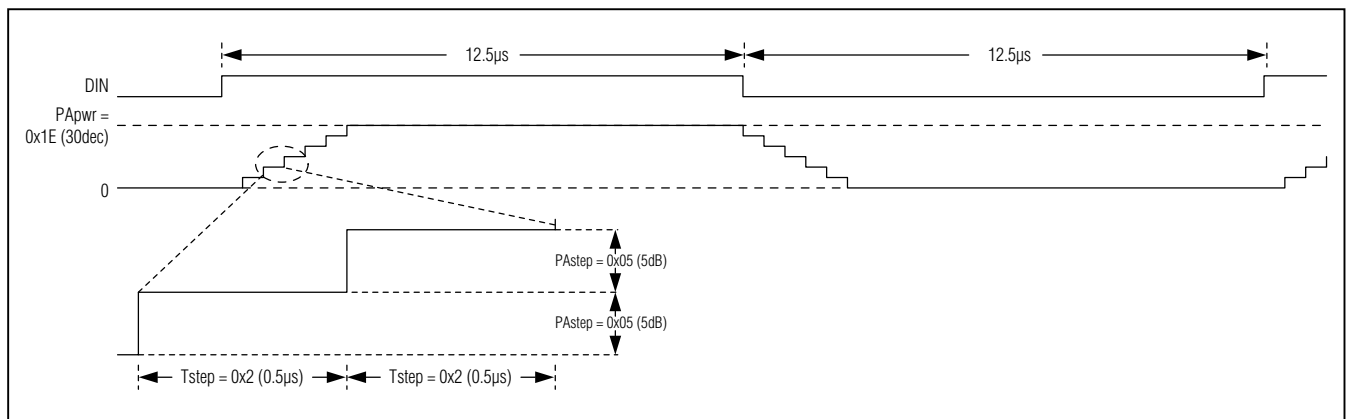 12.5µs
12.5µs
DIN
PApwr =
0x1E (30dec)
0
PAstep = 0x05 (5dB)
PAstep = 0x05 (5dB)
Tstep = 0x2 (0.5µs)
Tstep = 0x2 (0.5µs)